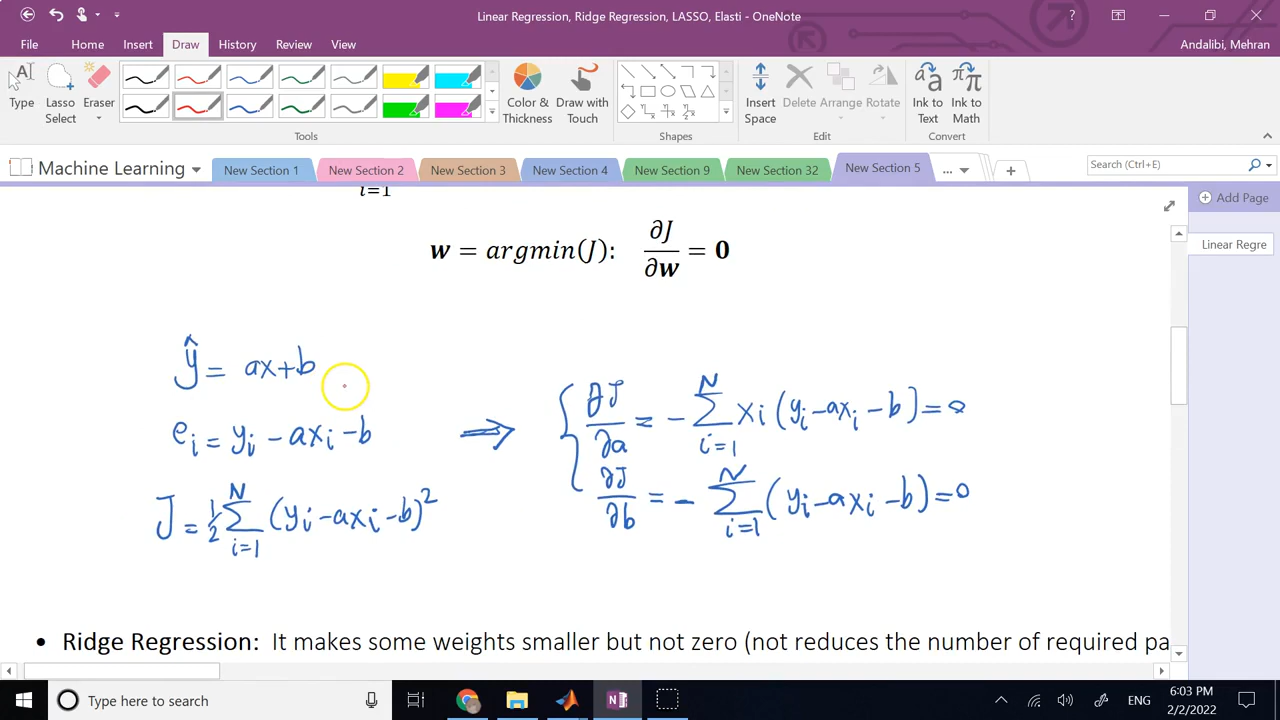 Linear Regression, Ridge Regression, LASSO, Elasti - OneNote
?
Andalibi, Mehran
File Home Insert Draw History Review View
Type Lasso Select Eraser Color & Thickness Draw with Touch Insert Space Delete Arrange Rotate Ink to Text Ink to Math
Tools Shapes Edit Convert
Machine Learning New Section 1 New Section 2 New Section 3 New Section 4 New Section 9 New Section 32 New Section 5 ... Search (Ctrl+E)
Add Page
Linear Regre
i=1
w = argmin(J): ∂J/∂w = 0
ŷ = ax+b
e_i = y_i - ax_i - b
J = 1/2 Σ_{i=1}^{N} (y_i - ax_i - b)^2
⇒ { ∂J/∂a = - Σ_{i=1}^{N} x_i (y_i - ax_i - b) = 0
∂J/∂b = - Σ_{i=1}^{N} (y_i - ax_i - b) = 0
• Ridge Regression: It makes some weights smaller but not zero (not reduces the number of required pa
Type here to search
ENG
6:03 PM
2/2/2022